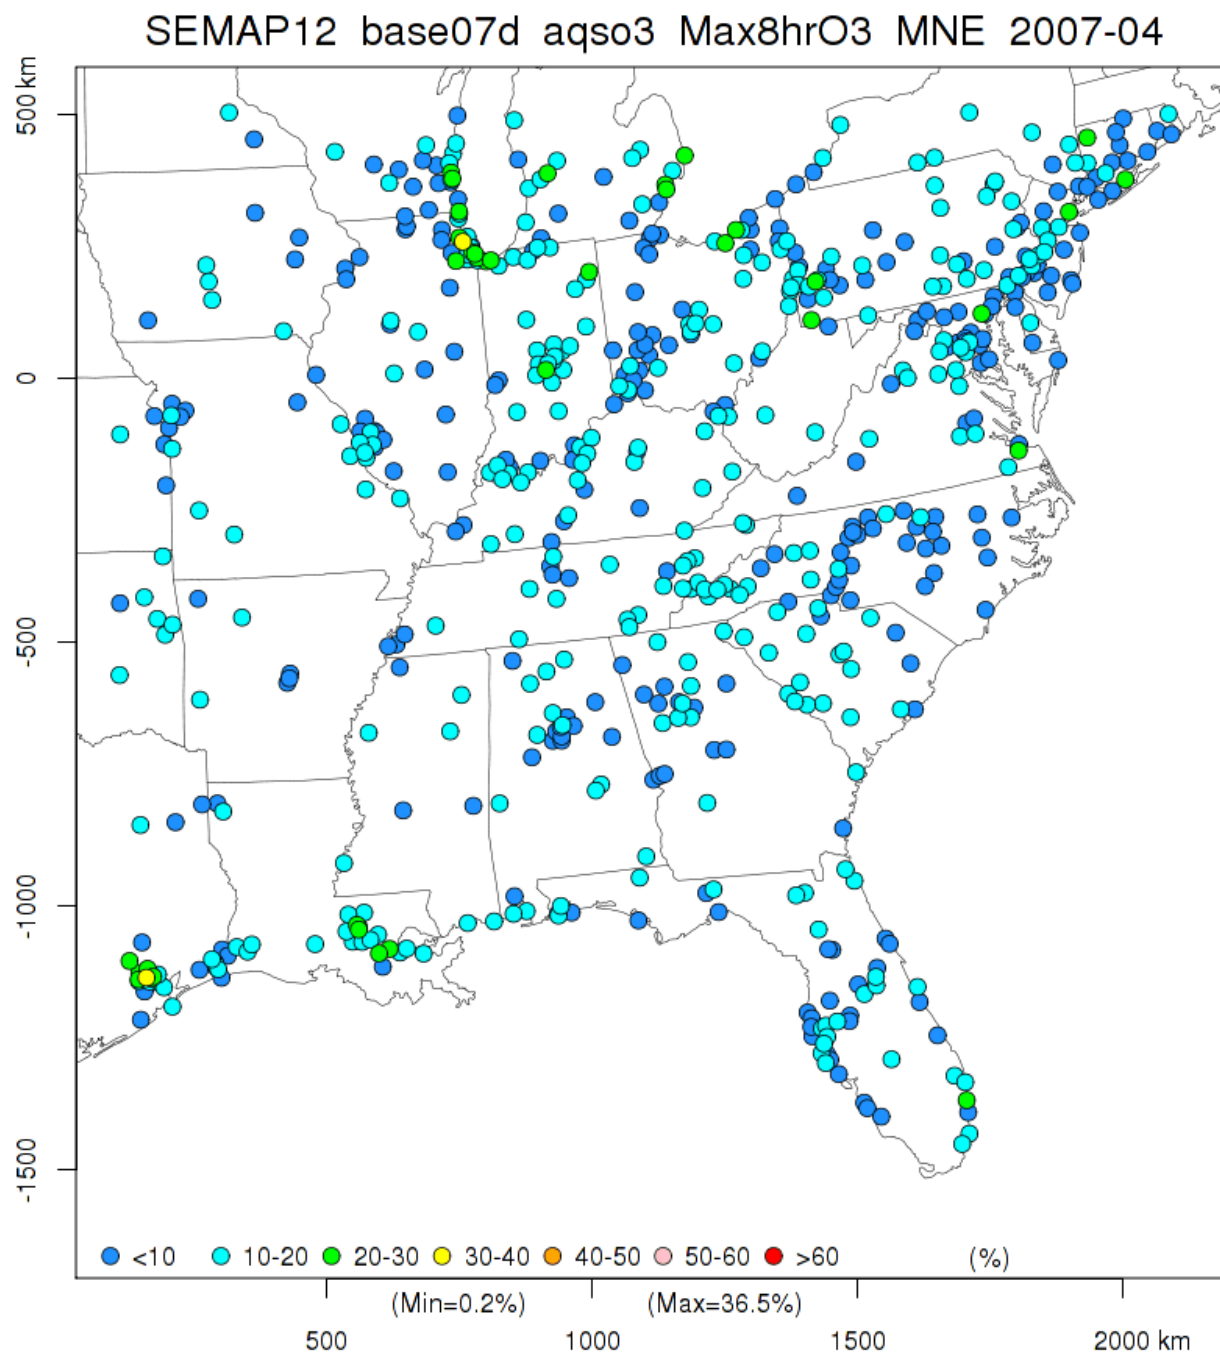 SEMAP12 base07d aqso3 Max8hrO3 MNE 2007-04
500 km
0
-500
-1000
-1500
<10 10-20 20-30 30-40 40-50 50-60 >60 (%)
(Min=0.2%) (Max=36.5%)
500 1000 1500 2000 km